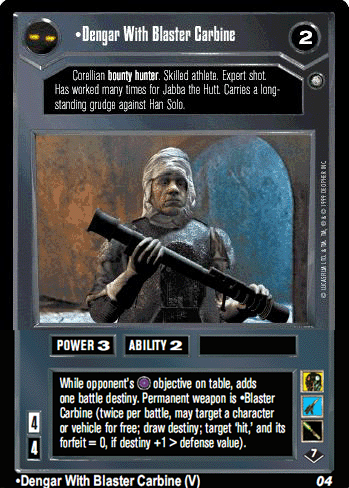 •Dengar With Blaster Carbine
2
Corellian bounty hunter. Skilled athlete. Expert shot.
Has worked many times for Jabba the Hutt. Carries a long-
standing grudge against Han Solo.
© LUCASFILM LTD. & TM, TM, ® & © 1999 DECIPHER INC.
POWER 3 ABILITY 2
While opponent's objective on table, adds
one battle destiny. Permanent weapon is •Blaster
Carbine (twice per battle, may target a character
or vehicle for free; draw destiny; target 'hit,' and its
forfeit = 0, if destiny +1 > defense value).
4
4
7
•Dengar With Blaster Carbine (V) 04